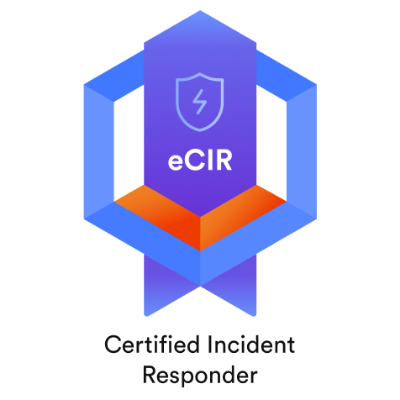 eCIR
Certified Incident
Responder